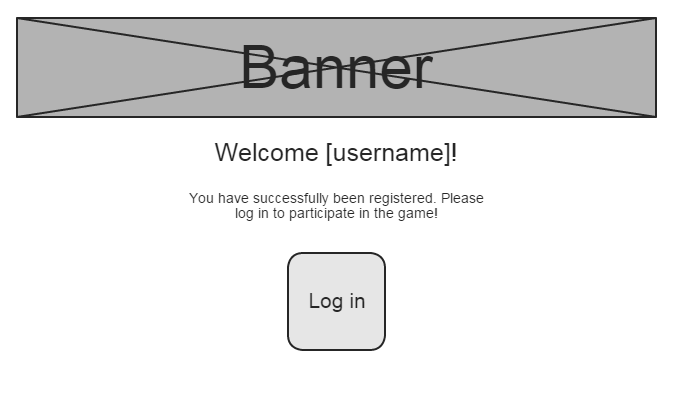 Banner
Welcome [username]!
You have successfully been registered. Please
log in to participate in the game!
Log in